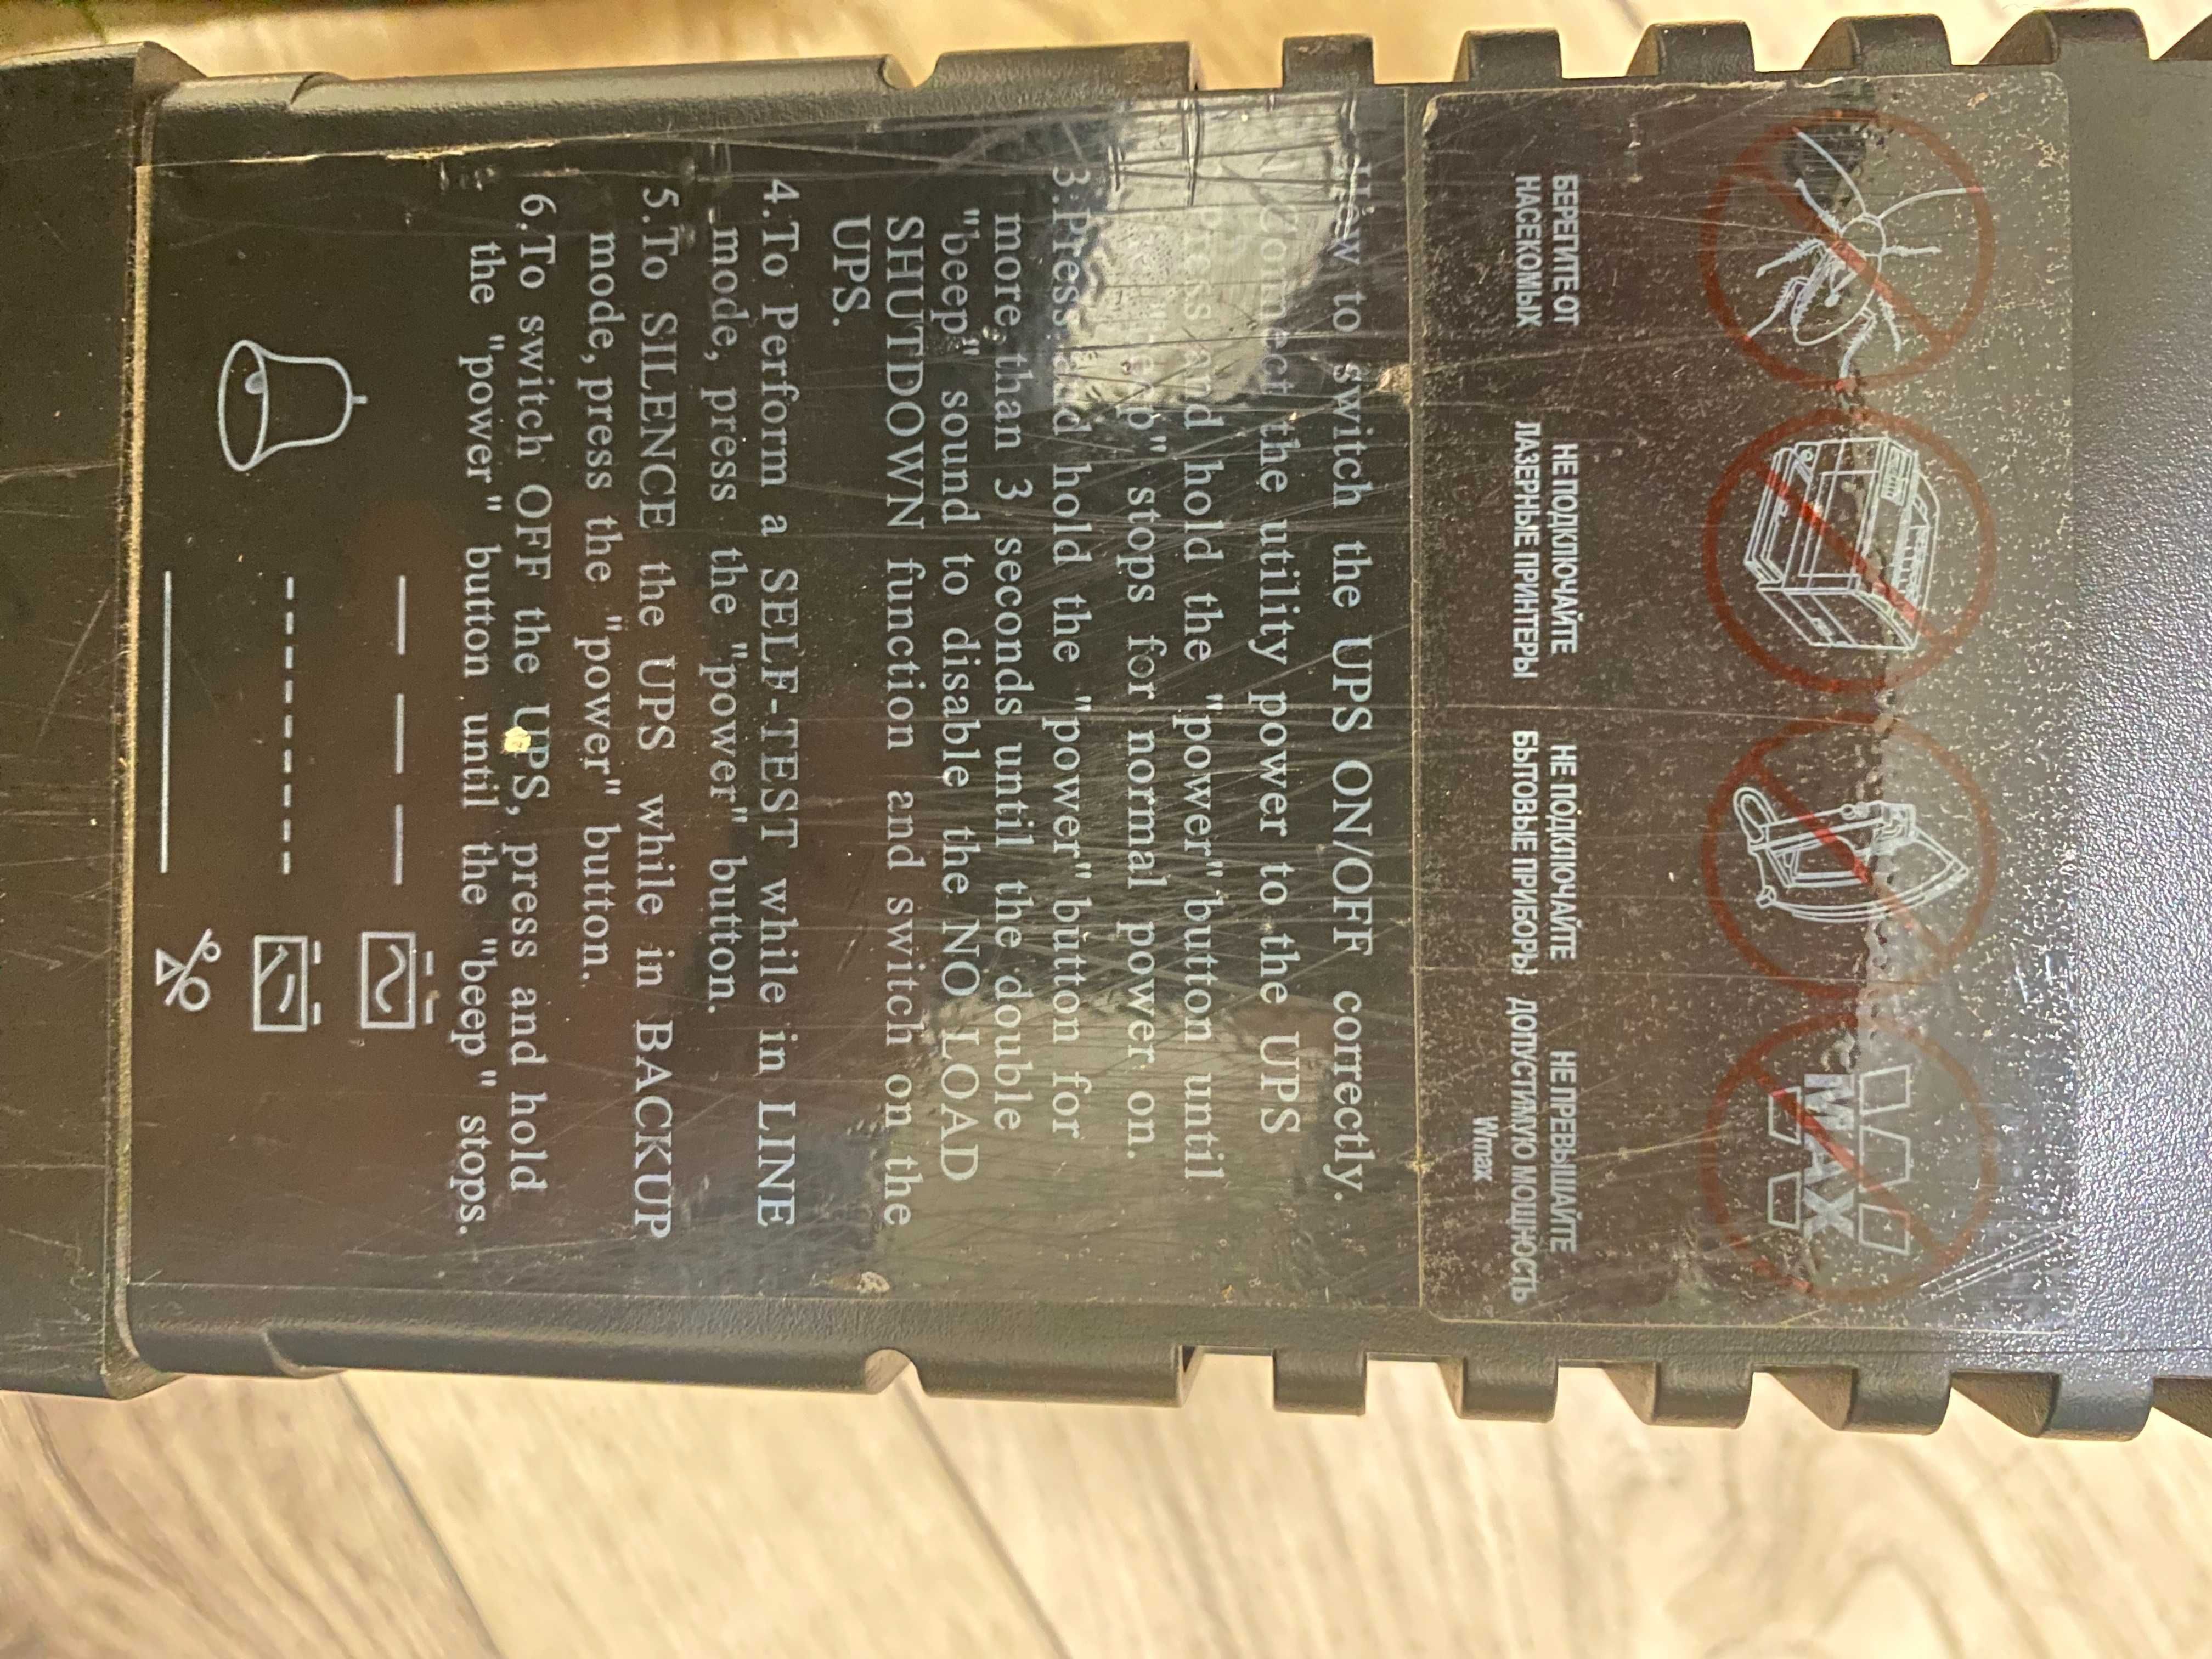 MAX
БЕРЕГИТЕ ОТ
НАСЕКОМЫХ
НЕ ПОДКЛЮЧАЙТЕ
ЛАЗЕРНЫЕ ПРИНТЕРЫ
НЕ ПОДКЛЮЧАЙТЕ
БЫТОВЫЕ ПРИБОРЫ
НЕ ПРЕВЫШАЙТЕ
ДОПУСТИМУЮ МОЩНОСТЬ
Wmax
How to switch the UPS ON/OFF correctly.
Connect the utility power to the UPS
Press and hold the "power" button until
"beep" stops for normal power on.
3.Press and hold the "power" button for
more than 3 seconds until the double
"beep" sound to disable the NO LOAD
SHUTDOWN function and switch on the
UPS.
4.To Perform a SELF-TEST while in LINE
mode, press the "power" button.
5.To SILENCE the UPS while in BACKUP
mode, press the "power" button.
6.To switch OFF the UPS, press and hold
the "power" button until the "beep" stops.